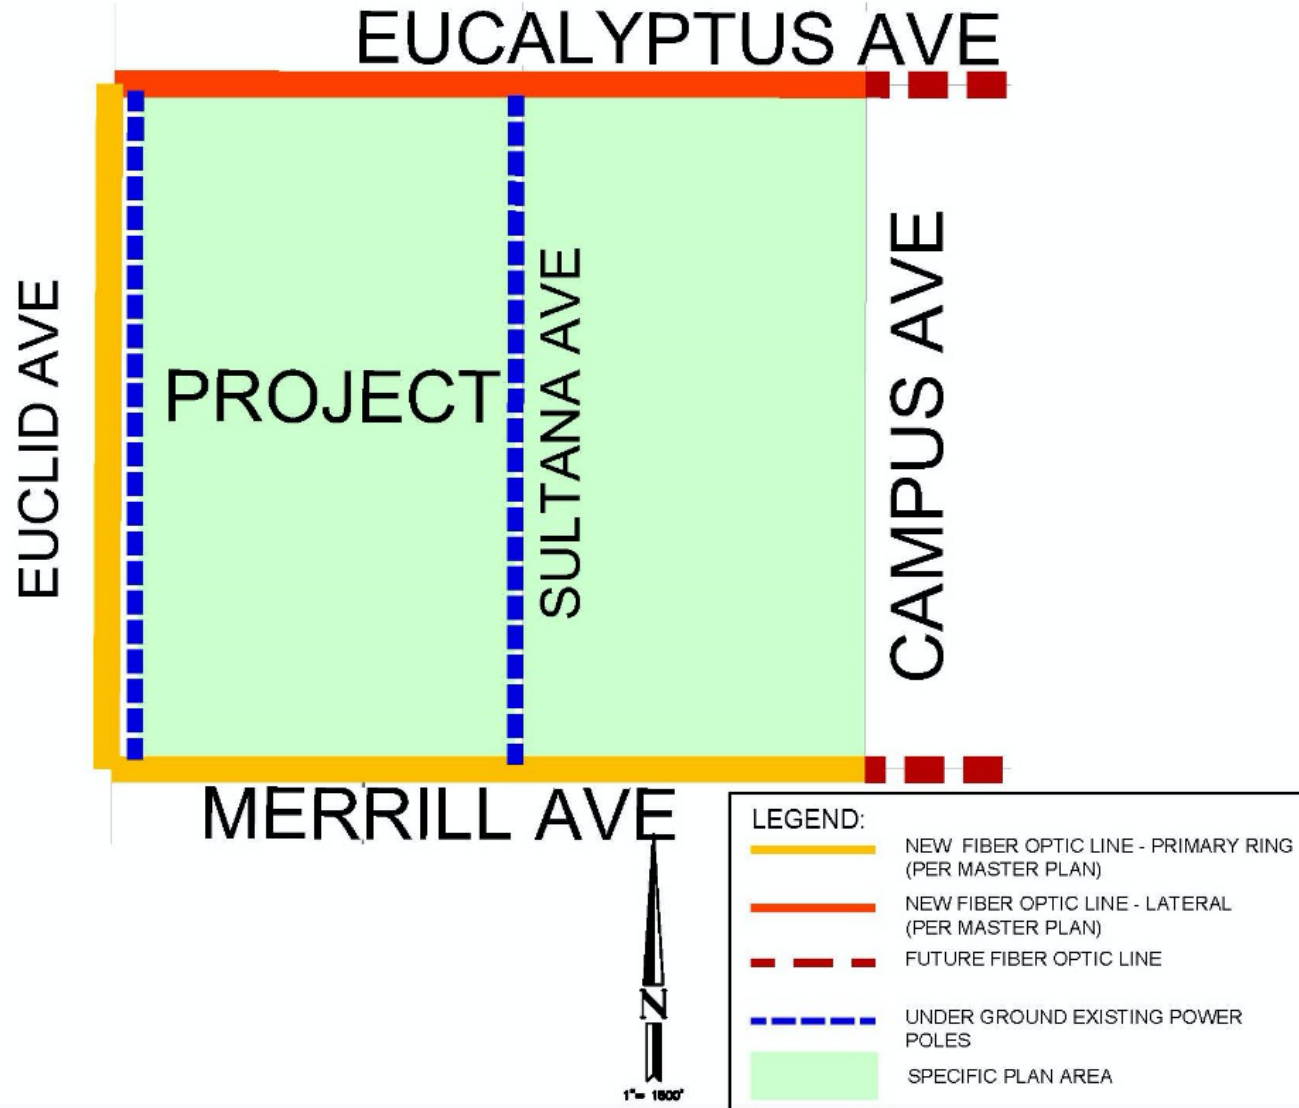 EUCALYPTUS AVE
EUCLID AVE
PROJECT
SULTANA AVE
CAMPUS AVE
MERRILL AVE
N
1"= 1600'
LEGEND:
NEW FIBER OPTIC LINE - PRIMARY RING
(PER MASTER PLAN)
NEW FIBER OPTIC LINE - LATERAL
(PER MASTER PLAN)
FUTURE FIBER OPTIC LINE
UNDER GROUND EXISTING POWER
POLES
SPECIFIC PLAN AREA